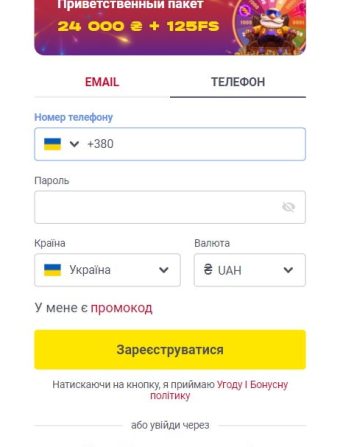 Приветственный пакет
24 000 ₴ + 125FS
EMAIL
ТЕЛЕФОН
Номер телефону
+380
Пароль
Країна
Валюта
Україна
₴ UAH
У мене є промокод
Зареєструватися
Натискаючи на кнопку, я приймаю Угоду І Бонусну
політику
або увійди через